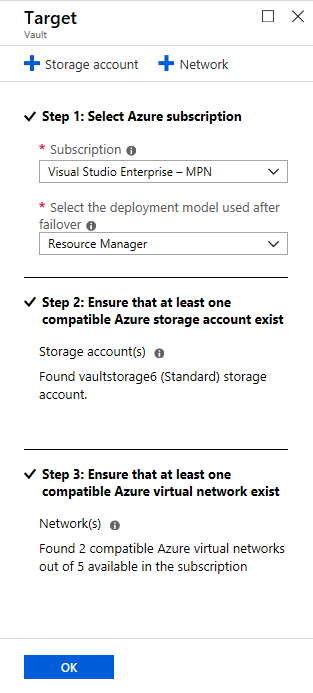 Target
Vault
Storage account
Network
Step 1: Select Azure subscription
* Subscription
Visual Studio Enterprise – MPN
* Select the deployment model used after
failover
Resource Manager
Step 2: Ensure that at least one
compatible Azure storage account exist
Storage account(s)
Found vaultstorage6 (Standard) storage
account.
Step 3: Ensure that at least one
compatible Azure virtual network exist
Network(s)
Found 2 compatible Azure virtual networks
out of 5 available in the subscription
OK